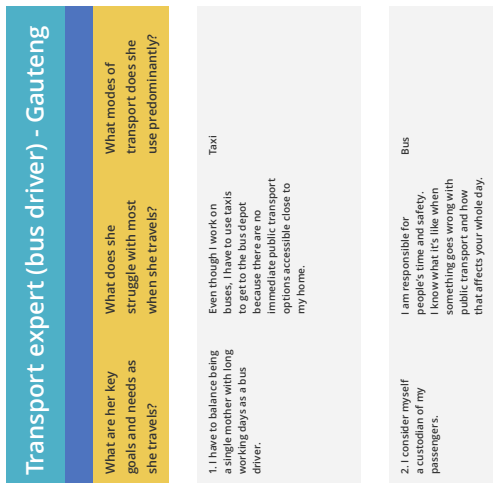 Transport expert (bus driver) - Gauteng
What are her key
goals and needs as
she travels?
What does she
struggle with most
when she travels?
What modes of
transport does she
use predominantly?
1. I have to balance being
a single mother with long
working days as a bus
driver.
Even though I work on
buses, I have to use taxis
to get to the bus depot
because there are no
immediate public transport
options accessible close to
my home.
Taxi
2. I consider myself
a custodian of my
passengers.
I am responsible for
people's time and safety.
I know what it's like when
something goes wrong with
public transport and how
that affects your whole day.
Bus